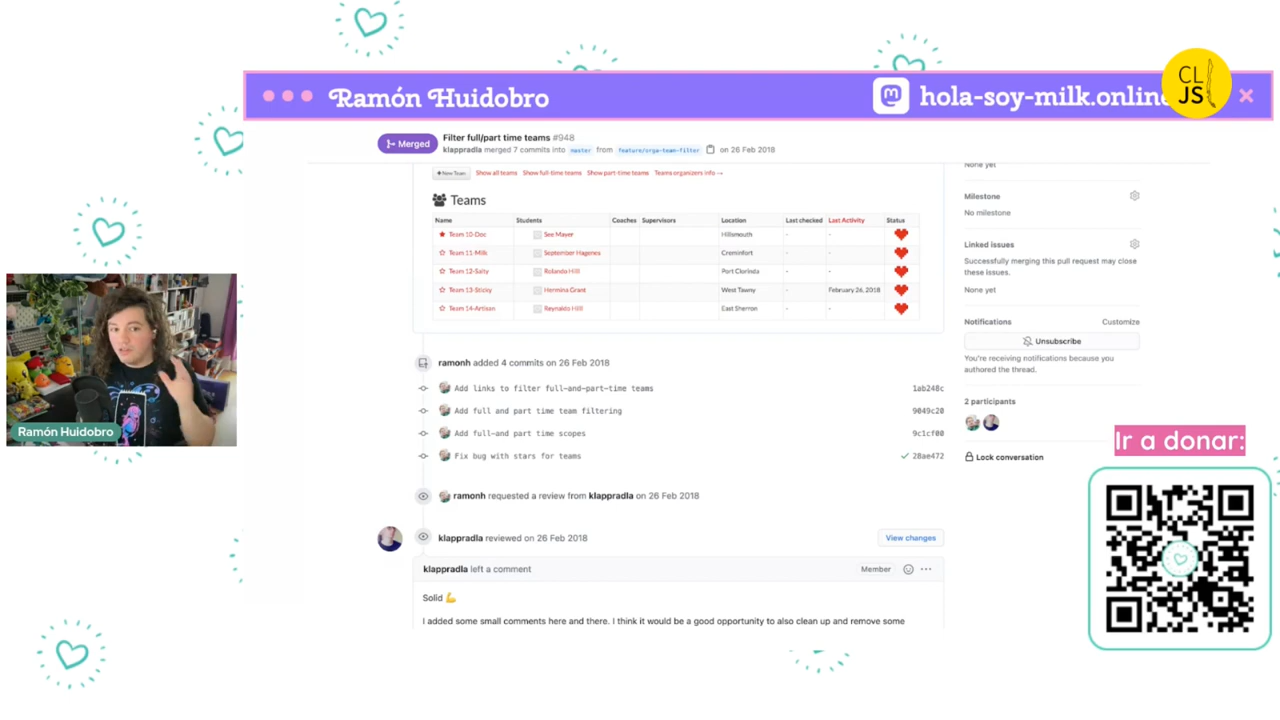 Ramón Huidobro
hola-soy-milk.online
CL
JS
Merged
Filter full/part time teams #948
klappradla merged 7 commits into master from feature/orga-team-filter on 26 Feb 2018
None yet
New Team Show all teams Show full-time teams Show part-time teams Teams organizers info →
Teams
Name Students Coaches Supervisors Location Last checked Last Activity Status
Team 10-Doc See Mayer Hillsmouth - -
Team 11-Milk September Hagenes Creminfort - -
Team 12-Salty Rolanda Hill Port Clorinda - -
Team 13-Sticky Hermina Grant West Tawny - February 26, 2018
Team 14-Artisan Reynaldo Hill East Sherron - -
Milestone
No milestone
Linked issues
Successfully merging this pull request may close
these issues.
None yet
Notifications Customize
Unsubscribe
You're receiving notifications because you
authored the thread.
2 participants
Lock conversation
ramonh added 4 commits on 26 Feb 2018
Add links to filter full-and-part-time teams 1ab248c
Add full and part time team filtering 9049c20
Add full-and part time scopes 9c1cf00
Fix bug with stars for teams 28ae472
ramonh requested a review from klappradla on 26 Feb 2018
klappradla reviewed on 26 Feb 2018
View changes
klappradla left a comment Member
Solid 💪
I added some small comments here and there. I think it would be a good opportunity to also clean up and remove some
Ramón Huidobro
Ir a donar: